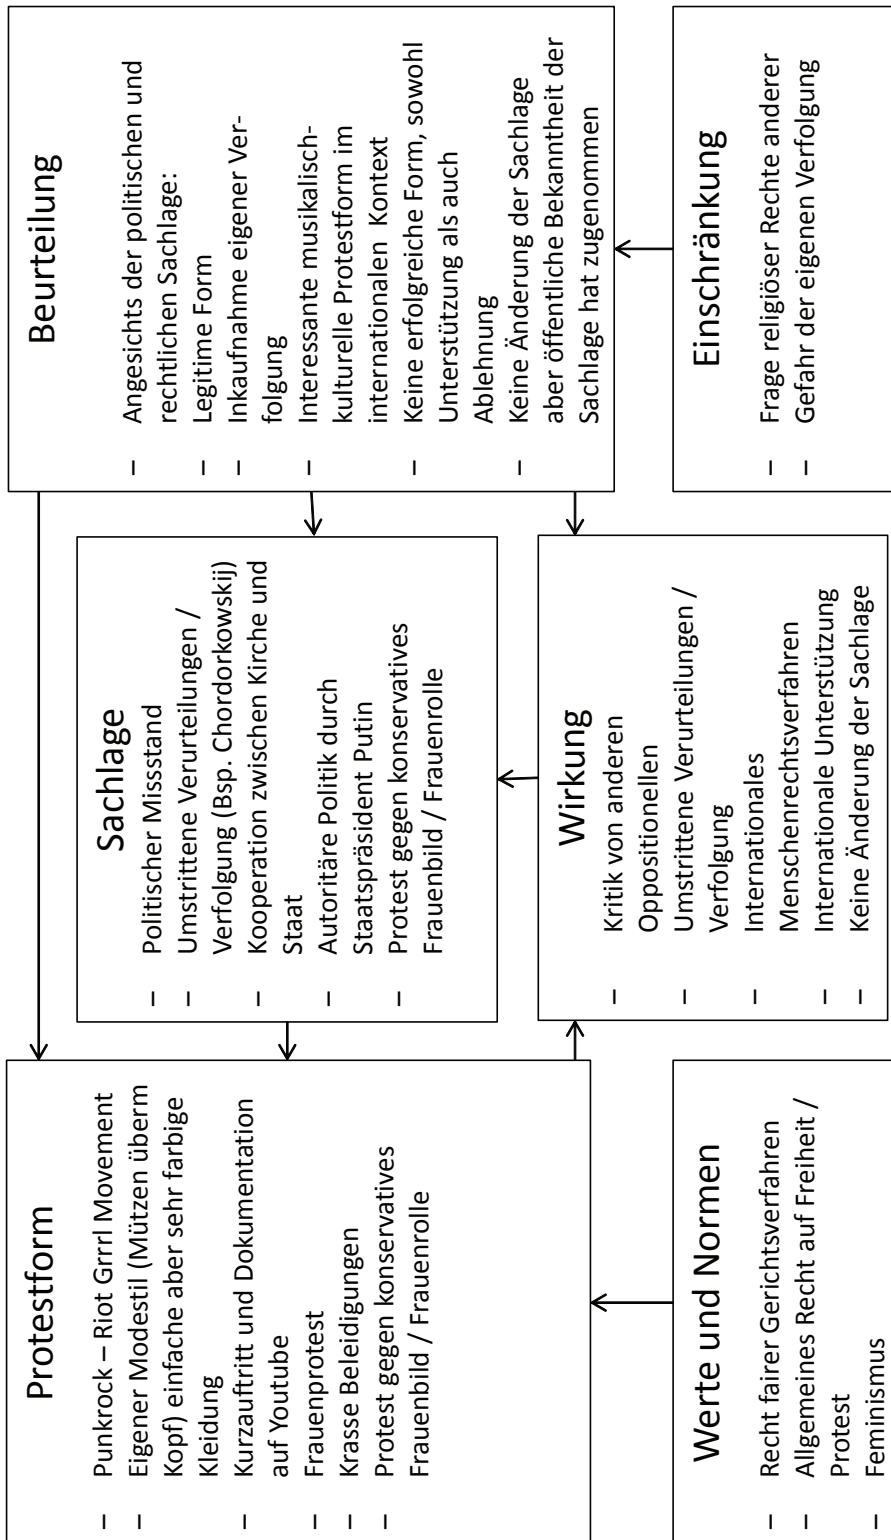 Protestform
– Punkrock – Riot Grrrl Movement
– Eigener Modestil (Mützen überm
Kopf) einfache aber sehr farbige
Kleidung
– Kurzauftritt und Dokumentation
auf Youtube
– Frauenprotest
– Krasse Beleidigungen
– Protest gegen konservatives
Frauenbild / Frauenrolle
Sachlage
– Politischer Missstand
– Umstrittene Verurteilungen /
Verfolgung (Bsp. Chordorkowskij)
– Kooperation zwischen Kirche und
Staat
– Autoritäre Politik durch
Staatspräsident Putin
– Protest gegen konservatives
Frauenbild / Frauenrolle
Beurteilung
– Angesichts der politischen und
rechtlichen Sachlage:
– Legitime Form
– Inkaufnahme eigener Ver-
folgung
– Interessante musikalisch-
kulturelle Protestform im
internationalen Kontext
– Keine erfolgreiche Form, sowohl
Unterstützung als auch
Ablehnung
– Keine Änderung der Sachlage
aber öffentliche Bekanntheit der
Sachlage hat zugenommen
Werte und Normen
– Recht fairer Gerichtsverfahren
– Allgemeines Recht auf Freiheit /
Protest
– Feminismus
Wirkung
– Kritik von anderen
Oppositionellen
– Umstrittene Verurteilungen /
Verfolgung
– Internationales
Menschenrechtsverfahren
– Internationale Unterstützung
– Keine Änderung der Sachlage
Einschränkung
– Frage religiöser Rechte anderer
– Gefahr der eigenen Verfolgung